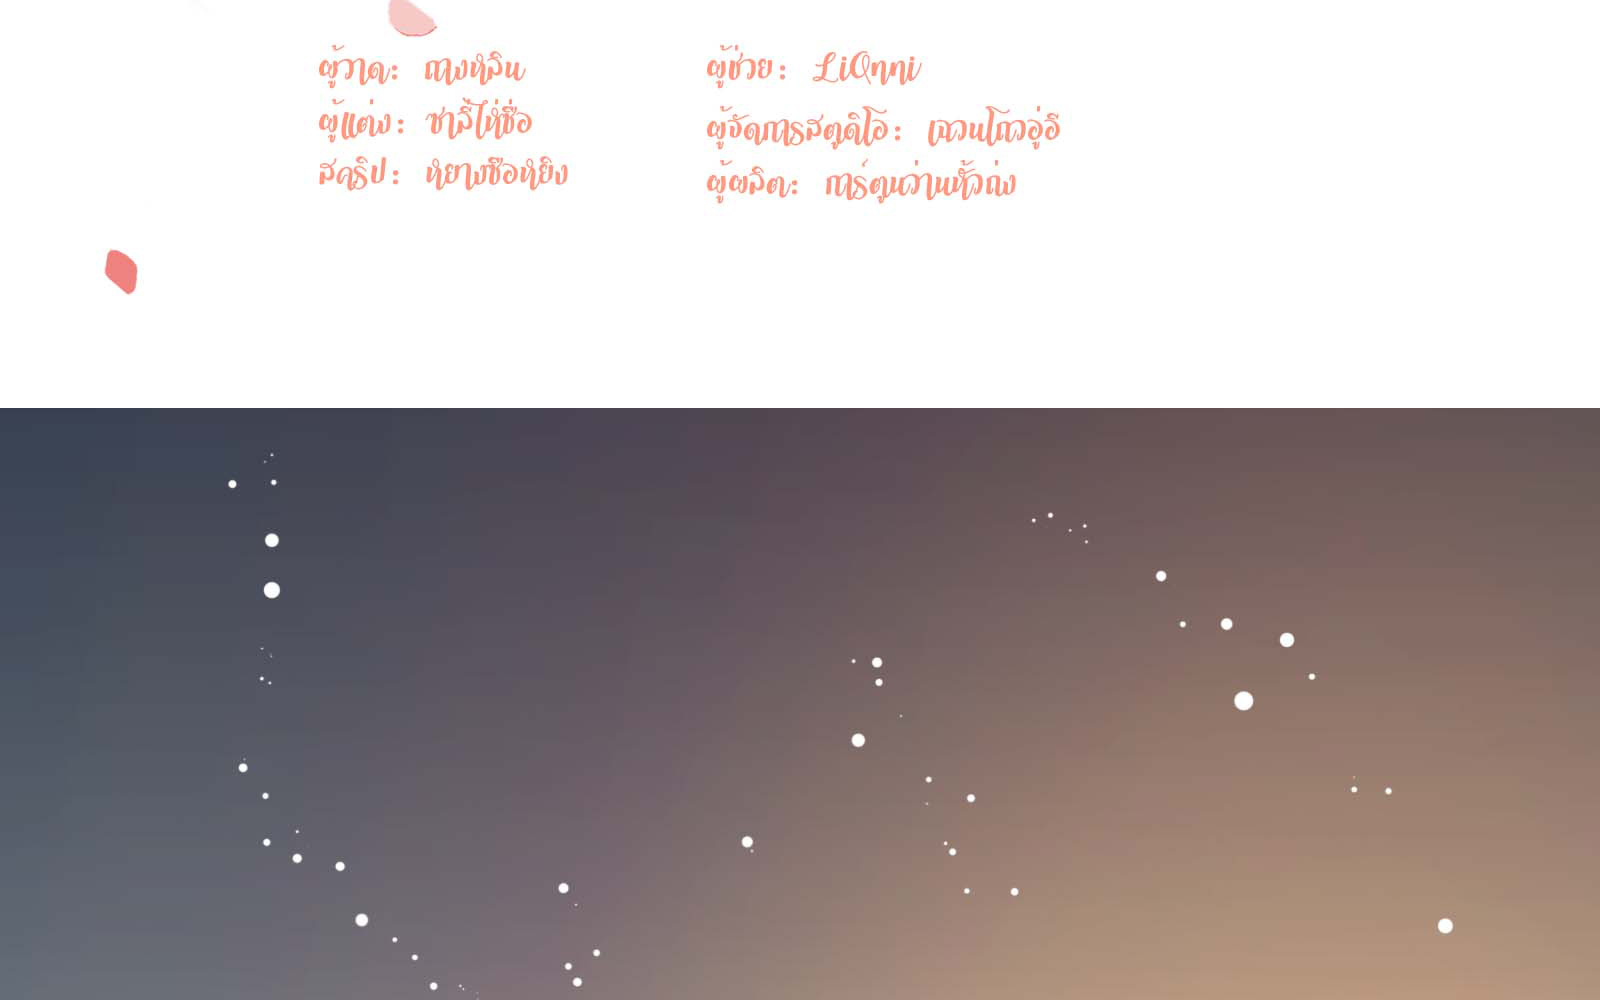 ผู้วาด: ถางหลิน
ผู้แต่ง: ซาลี่ไห่ชื่อ
สคริป: หยางซือหยิง
ผู้ช่วย: LiOnni
ผู้จัดการสตูดิโอ: เฉวนโถวอู่อี
ผู้ผลิต: การ์ตูนว่านหั้วถ่ง